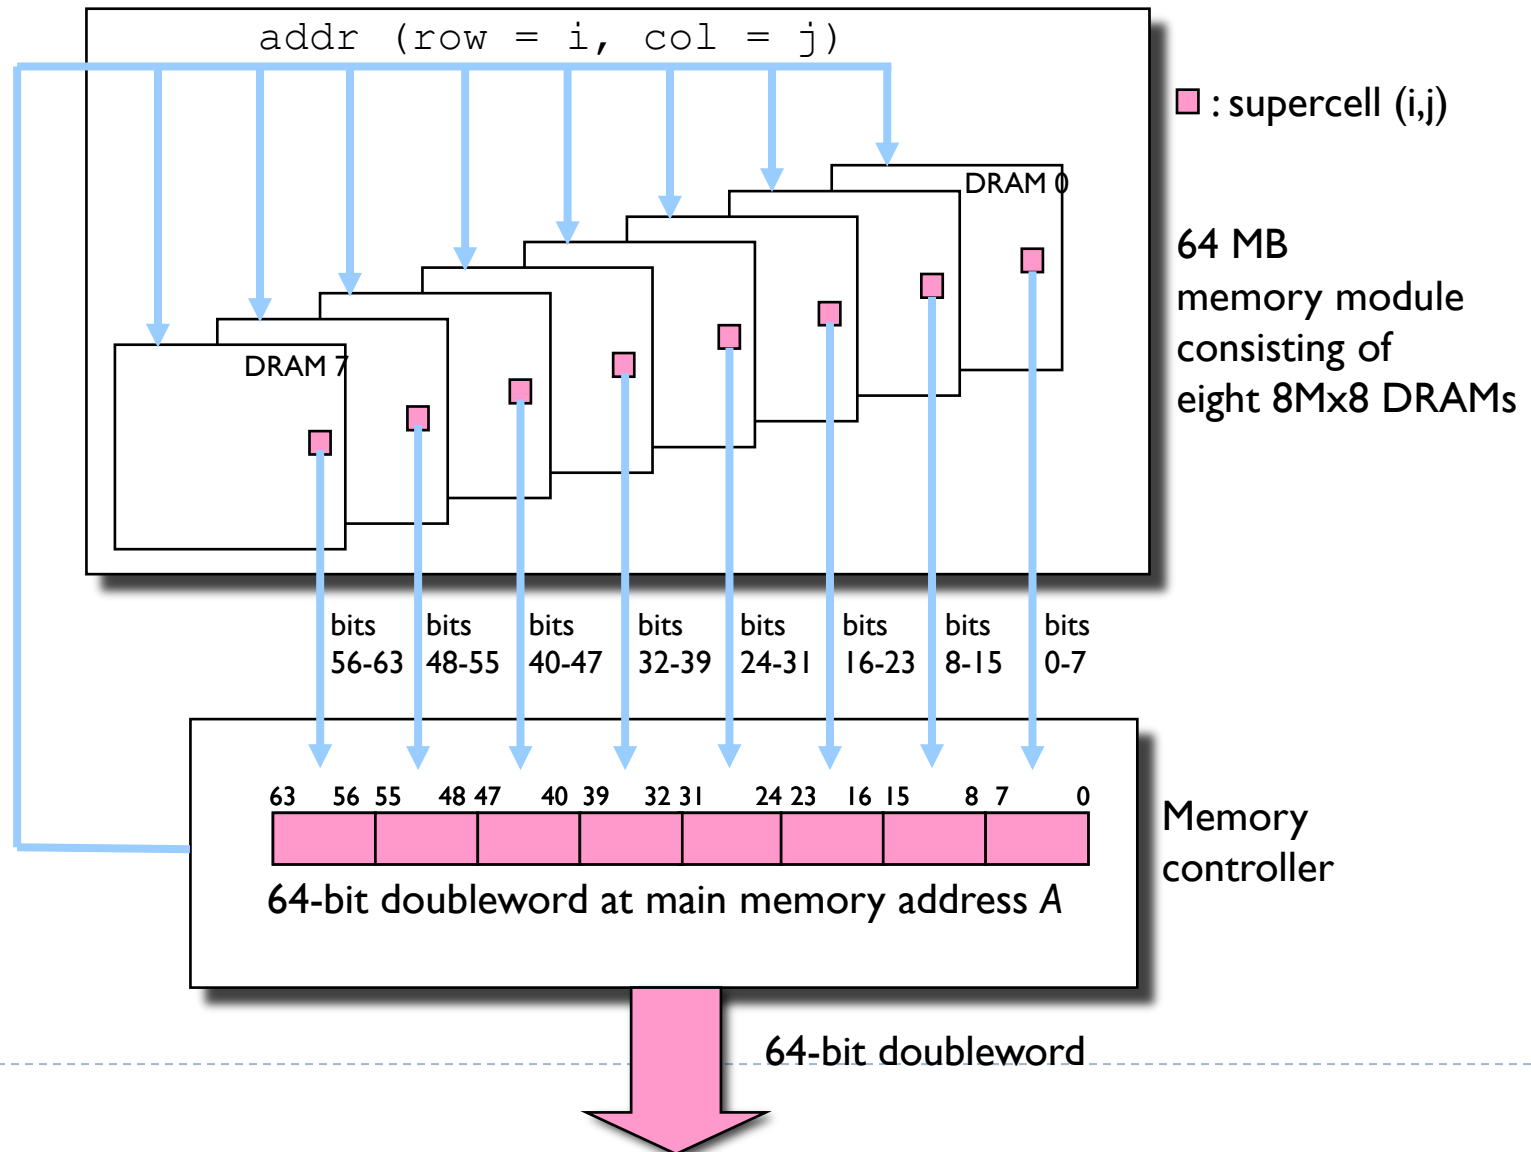 addr (row = i, col = j)
: supercell (i,j)
DRAM 0
64 MB
memory module
consisting of
eight 8Mx8 DRAMs
DRAM 7
bits
56-63
bits
48-55
bits
40-47
bits
32-39
bits
24-31
bits
16-23
bits
8-15
bits
0-7
63 56 55 48 47 40 39 32 31 24 23 16 15 8 7 0
64-bit doubleword at main memory address A
Memory
controller
64-bit doubleword